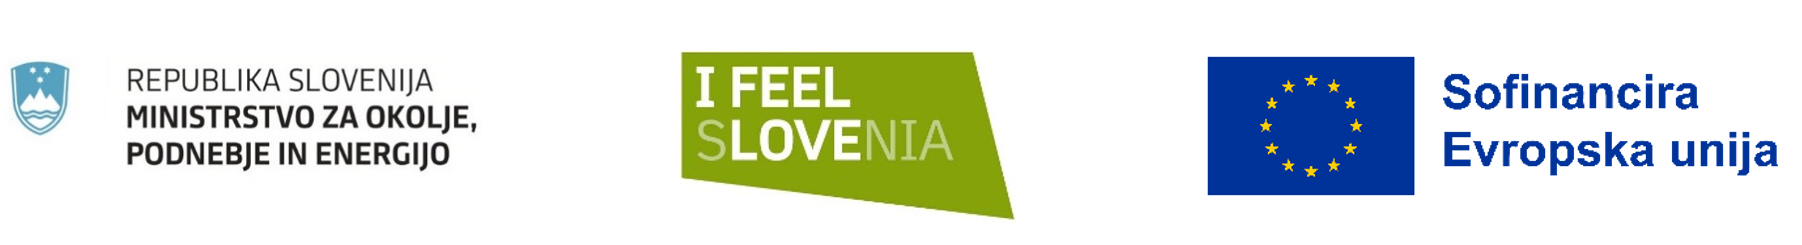 REPUBLIKA SLOVENIJA
MINISTRSTVO ZA OKOLJE,
PODNEBJE IN ENERGIJO
I FEEL
SLOVENIA
Sofinancira
Evropska unija